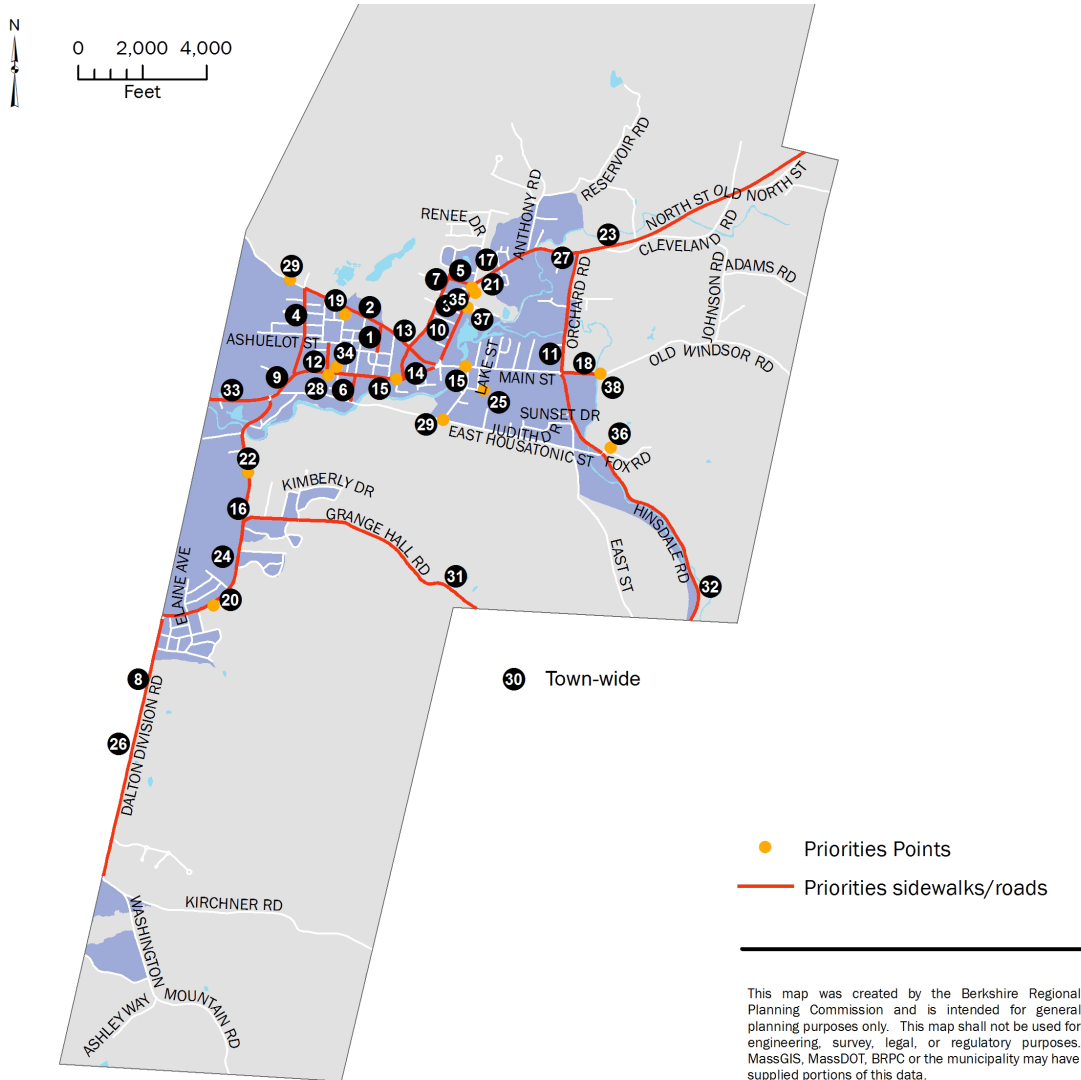 N
0 2,000 4,000
Feet
RESERVOIR RD
ANTHONY RD
RENEE DR
NORTH ST OLD NORTH ST
23
CLEVELAND RD
27
17
5
7
21
29
ADAMS RD
JOHNSON RD
ORCHARD RD
19
2
4
3
35
37
13
10
1
ASHUELOT ST
34
12
LAKE ST
11
18
OLD WINDSOR RD
9
14
15
MAIN ST
38
33
28
6
15
25
SUNSET DR
29
JUDITH DR
36
EAST HOUSATONIC ST
FOX RD
22
KIMBERLY DR
16
GRANGE HALL RD
HINSDALE RD
24
EAST ST
ELAINE AVE
31
32
20
8
30 Town-wide
26
DALTON DIVISION RD
Priorities Points
Priorities sidewalks/roads
KIRCHNER RD
WASHINGTON MOUNTAIN RD
ASHLEY WAY
This map was created by the Berkshire Regional
Planning Commission and is intended for general
planning purposes only. This map shall not be used for
engineering, survey, legal, or regulatory purposes.
MassGIS, MassDOT, BRPC or the municipality may have
supplied portions of this data.